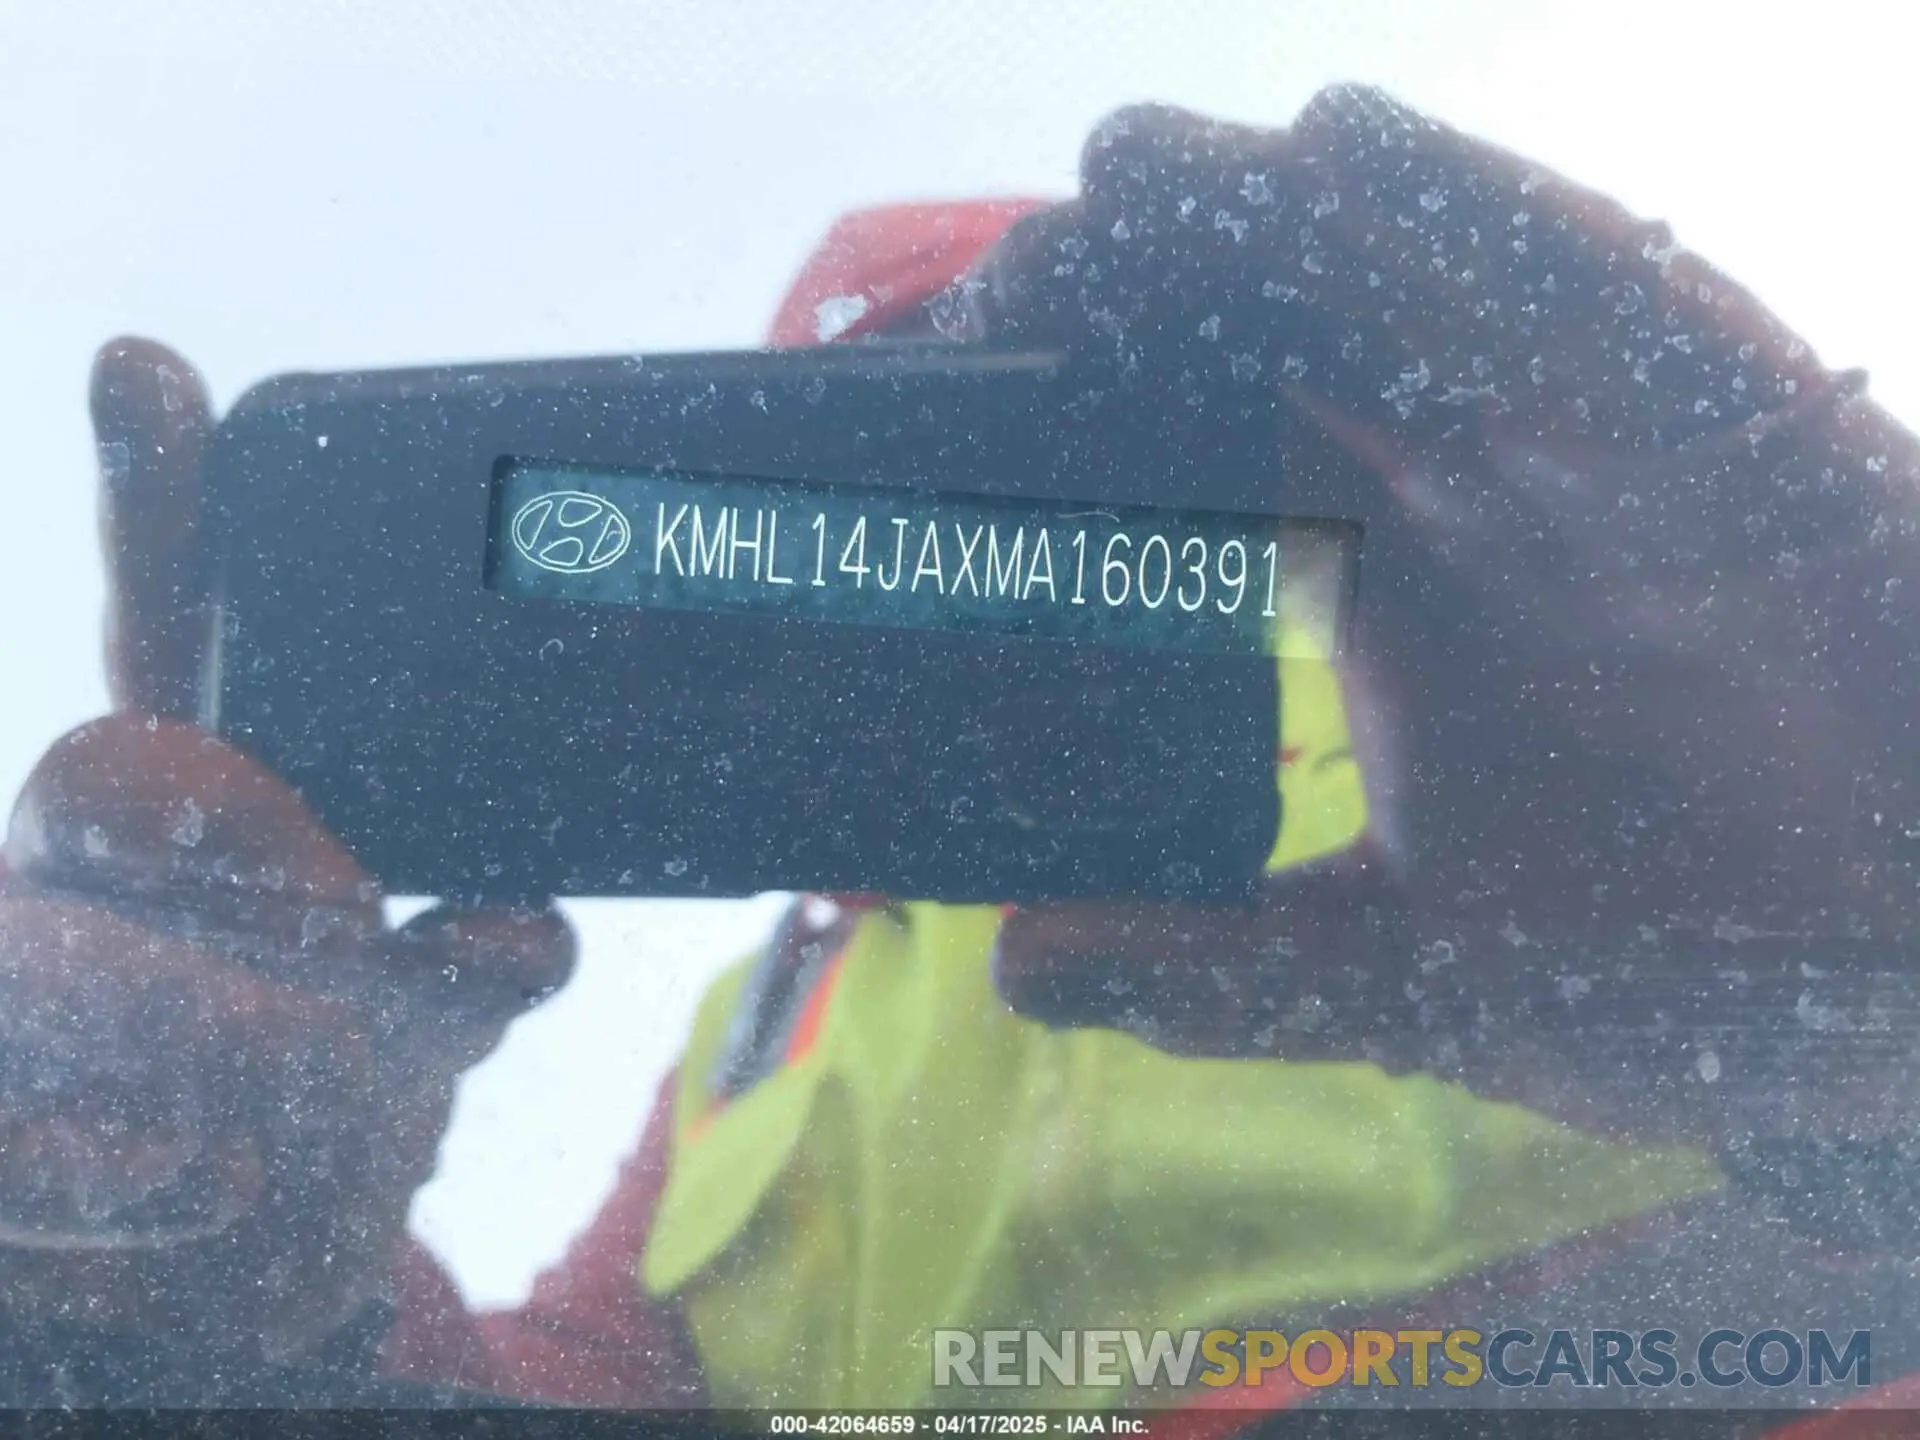 KMHL14JAXMA160391
RENEWSPORTSCARS.COM
000-42064659 - 04/17/2025 - IAA Inc.